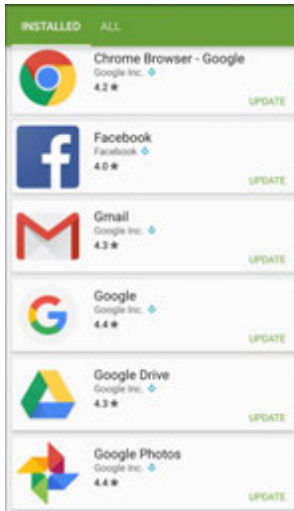 INSTALLED ALL
Chrome Browser - Google
Google Inc.
4.2 ★
UPDATE
Facebook
Facebook
4.0 ★
UPDATE
Gmail
Google Inc.
4.3 ★
UPDATE
Google
Google Inc.
4.4 ★
UPDATE
Google Drive
Google Inc.
4.3 ★
UPDATE
Google Photos
Google Inc.
4.4 ★
UPDATE